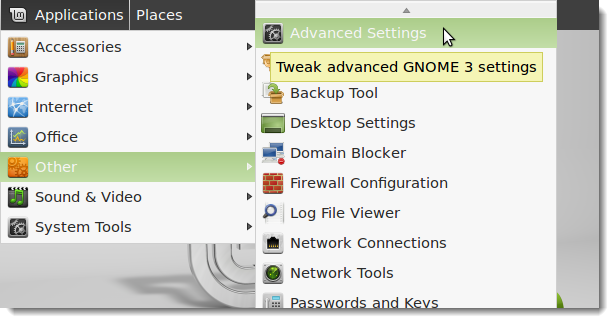 Applications
Places
Accessories
Graphics
Internet
Office
Other
Sound & Video
System Tools
Advanced Settings
Tweak advanced GNOME 3 settings
Backup Tool
Desktop Settings
Domain Blocker
Firewall Configuration
Log File Viewer
Network Connections
Network Tools
Passwords and Keys